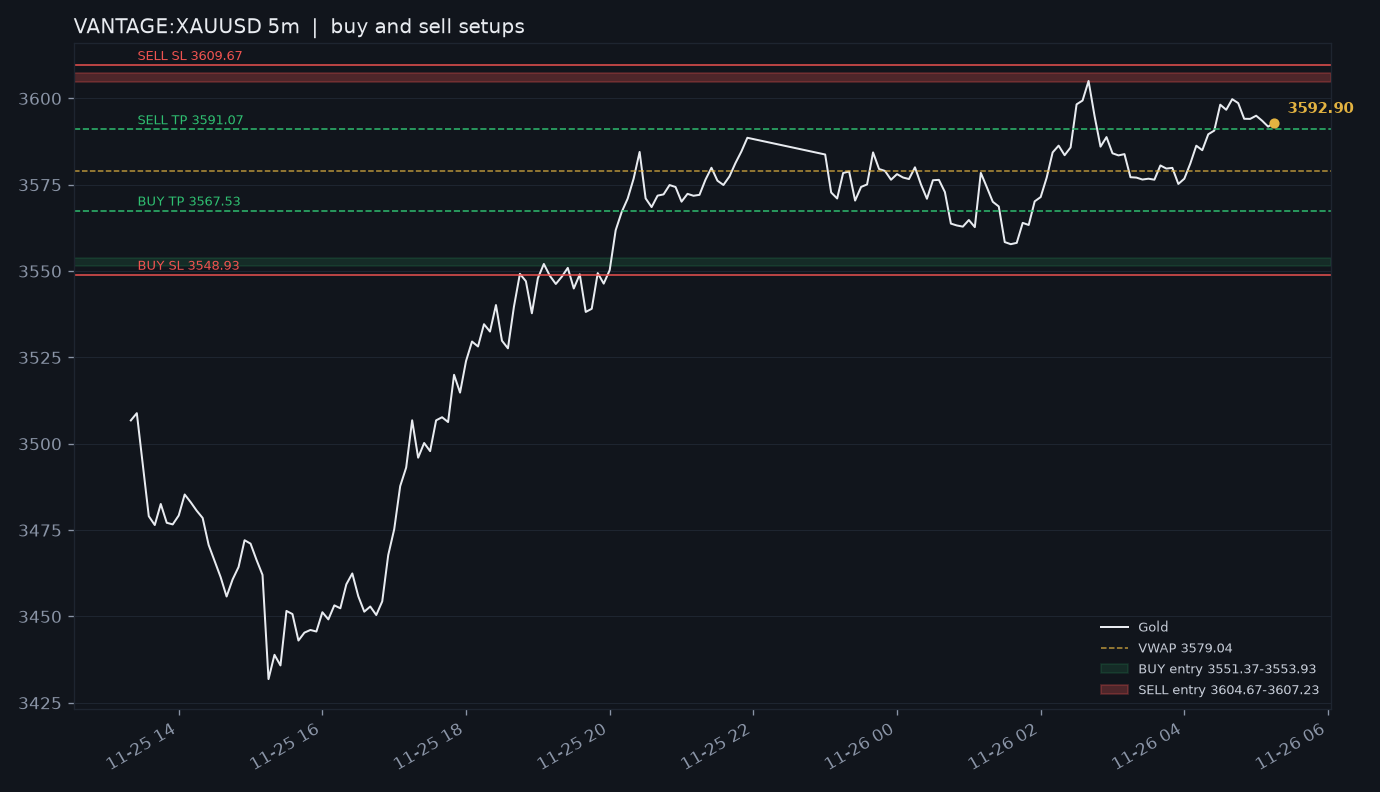 VANTAGE:XAUUSD 5m | buy and sell setups
SELL SL 3609.67
3600
3592.90
SELL TP 3591.07
3575
BUY TP 3567.53
BUY SL 3548.93
3550
3525
3500
3475
3450
3425
Gold
VWAP 3579.04
BUY entry 3551.37-3553.93
SELL entry 3604.67-3607.23
11-25 14
11-25 16
11-25 18
11-25 20
11-25 22
11-26 00
11-26 02
11-26 04
11-26 06